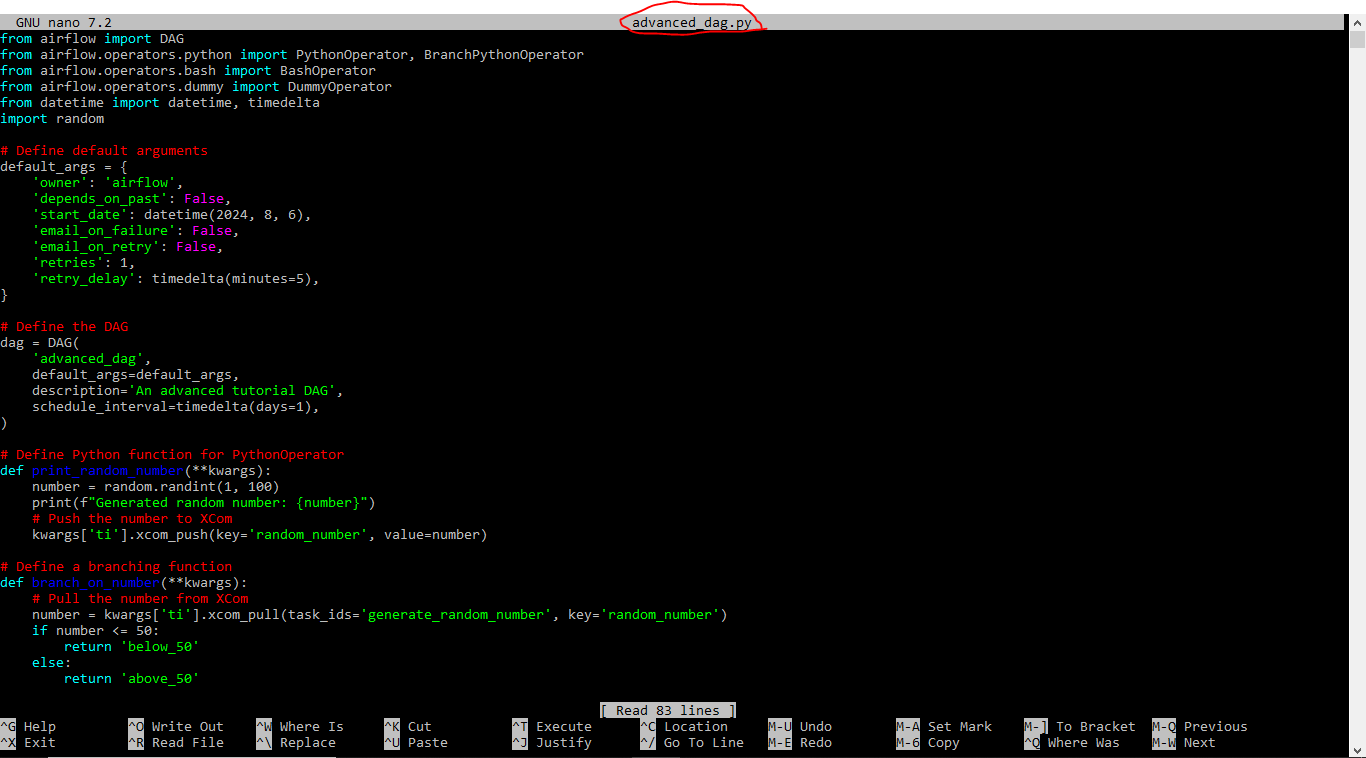 GNU nano 7.2 advanced_dag.py
from airflow import DAG
from airflow.operators.python import PythonOperator, BranchPythonOperator
from airflow.operators.bash import BashOperator
from airflow.operators.dummy import DummyOperator
from datetime import datetime, timedelta
import random

# Define default arguments
default_args = {
    'owner': 'airflow',
    'depends_on_past': False,
    'start_date': datetime(2024, 8, 6),
    'email_on_failure': False,
    'email_on_retry': False,
    'retries': 1,
    'retry_delay': timedelta(minutes=5),
}

# Define the DAG
dag = DAG(
    'advanced_dag',
    default_args=default_args,
    description='An advanced tutorial DAG',
    schedule_interval=timedelta(days=1),
)

# Define Python function for PythonOperator
def print_random_number(**kwargs):
    number = random.randint(1, 100)
    print(f"Generated random number: {number}")
    # Push the number to XCom
    kwargs['ti'].xcom_push(key='random_number', value=number)

# Define a branching function
def branch_on_number(**kwargs):
    # Pull the number from XCom
    number = kwargs['ti'].xcom_pull(task_ids='generate_random_number', key='random_number')
    if number <= 50:
        return 'below_50'
    else:
        return 'above_50'

[ Read 83 lines ]
^G Help ^O Write Out ^W Where Is ^K Cut ^T Execute ^C Location M-U Undo M-A Set Mark M-] To Bracket M-Q Previous
^X Exit ^R Read File ^\ Replace ^U Paste ^J Justify ^/ Go To Line M-E Redo M-6 Copy ^Q Where Was M-W Next